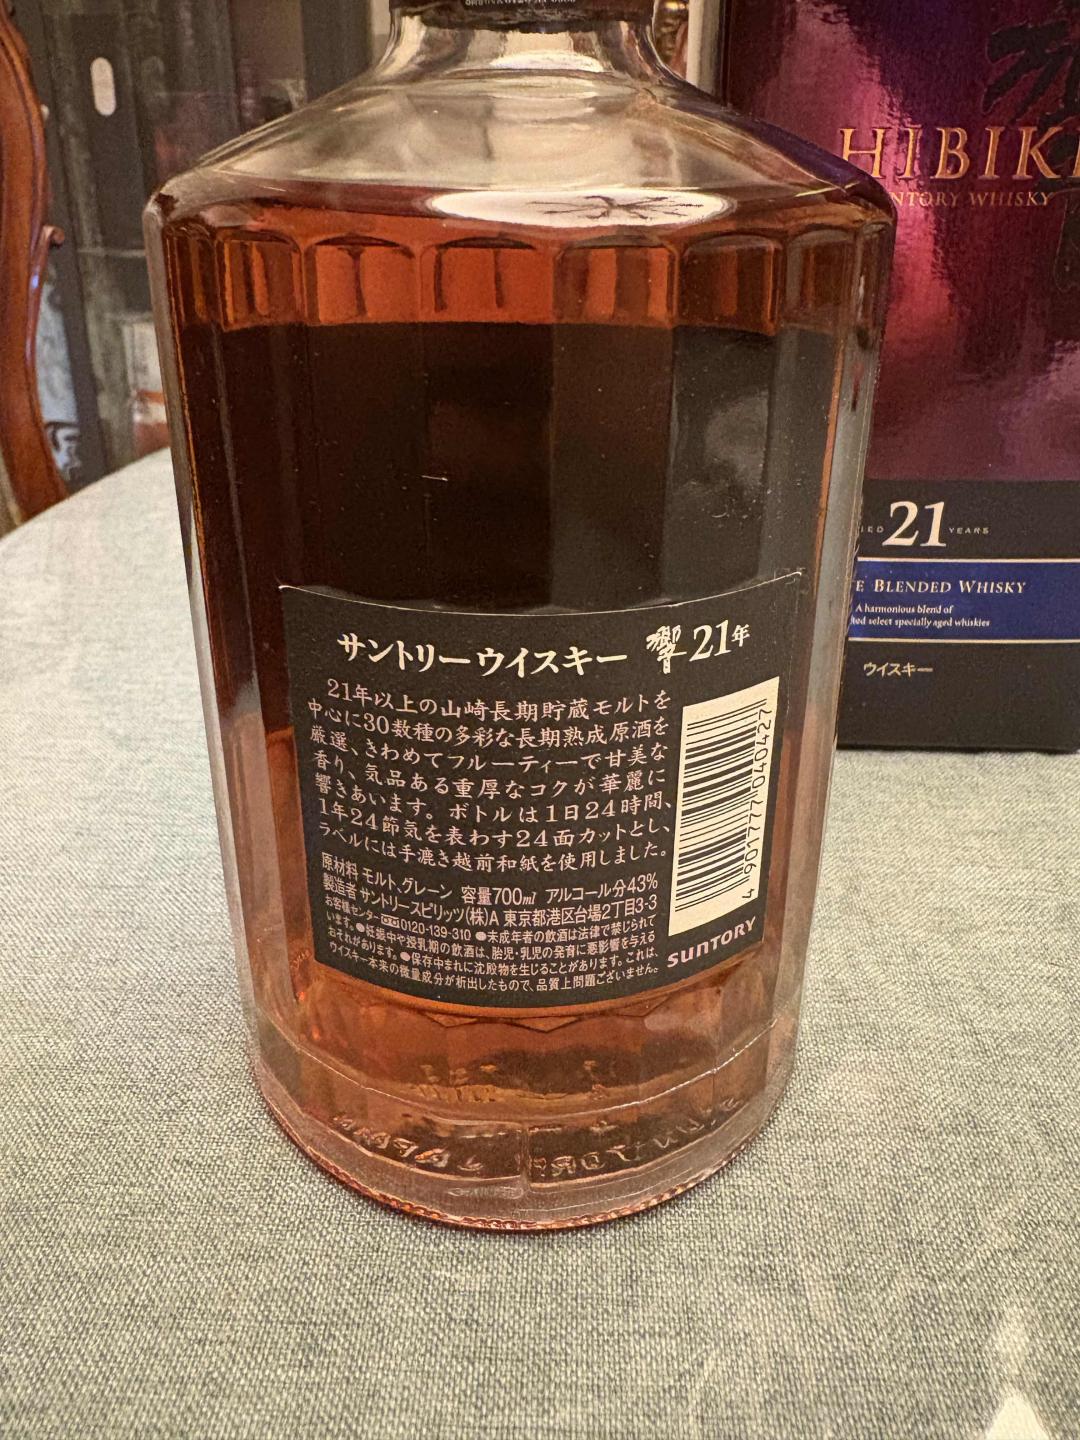 HIBIKI
NTORY WHISKY
21 YEARS
E BLENDED WHISKY
A harmonious blend of
ted select specially aged whiskies
ウイスキー
サントリーウイスキー 響21年
21年以上の山崎長期貯蔵モルトを
中心に30数種の多彩な長期熟成原酒を
厳選、きわめてフルーティーで甘美な
香り、気品ある重厚なコクが華麗に
響きあいます。ボトルは1日24時間、
1年24節気を表わす24面カットとし、
ラベルには手漉き越前和紙を使用しました。
原材料 モルト、グレーン 容量700ml アルコール分43%
製造者 サントリースピリッツ(株)A 東京都港区台場2丁目3-3
お客様センター 0120-139-310 ●未成年者の飲酒は法律で禁じられて
います。●妊娠中や授乳期の飲酒は、胎児・乳児の発育に悪影響を与える
おそれがあります。●保存中まれに沈殿物を生じることがあります。これは、
ウイスキー本来の微量成分が析出したもので、品質上問題ございません。
4 901777 040427
SUNTORY